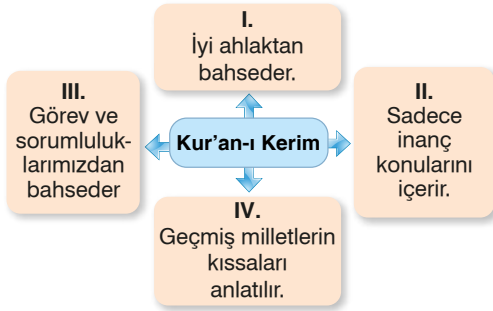 I.
İyi ahlaktan
bahseder.
III.
Görev ve
sorumluluk-
larımızdan
bahseder
Kur'an-ı Kerim
II.
Sadece
inanç
konularını
içerir.
IV.
Geçmiş milletlerin
kıssaları
anlatılır.